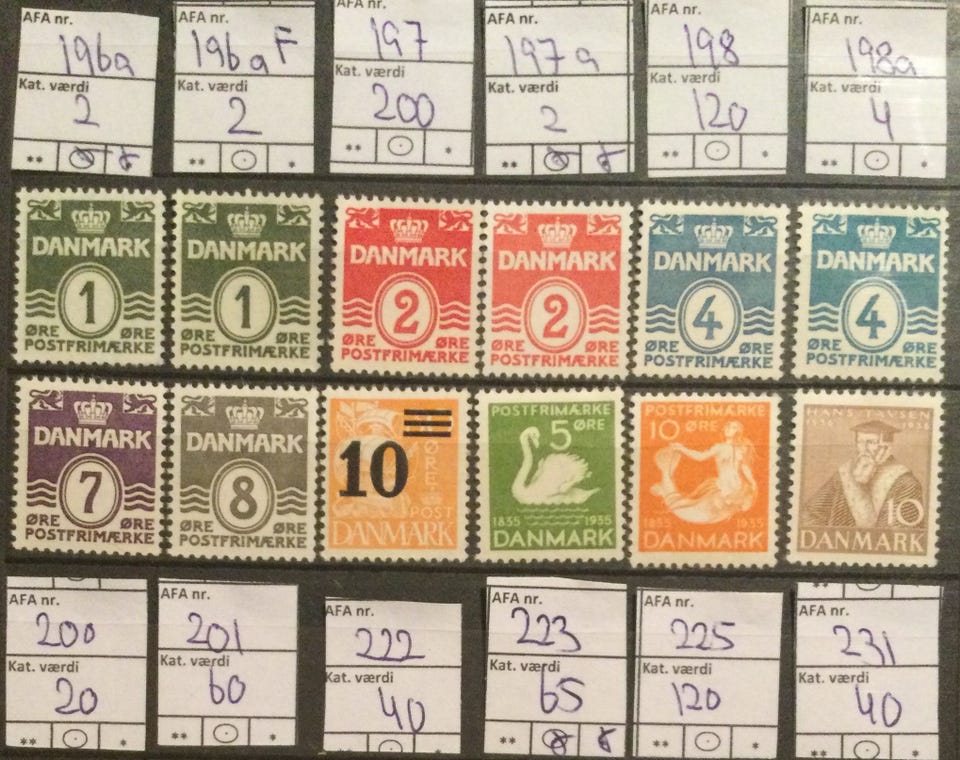 AFA nr. AFA nr. AFA nr. AFA nr. AFA nr. AFA nr.
196a 196a F 197 197a 198 198a
Kat. værdi Kat. værdi Kat. værdi Kat. værdi Kat. værdi Kat. værdi
2 2 200 2 120 4
** * ** * ** * ** * ** * ** *
DANMARK DANMARK DANMARK DANMARK DANMARK DANMARK
1 1 2 2 4 4
ØRE ØRE ØRE ØRE ØRE ØRE ØRE ØRE ØRE ØRE ØRE ØRE
POSTFRIMÆRKE POSTFRIMÆRKE POSTFRIMÆRKE POSTFRIMÆRKE POSTFRIMÆRKE POSTFRIMÆRKE
DANMARK
7
ØRE ØRE
POSTFRIMÆRKE
DANMARK
8
ØRE ØRE
POSTFRIMÆRKE
10
ØRE
POST
DANMARK
POSTFRIMÆRKE
5 ØRE
1835 1935
DANMARK
POSTFRIMÆRKE
10 ØRE
1835 1935
DANMARK
HANS TAVSEN
1536 1936
10
DANMARK
AFA nr. AFA nr. AFA nr. AFA nr. AFA nr. AFA nr.
200 201 222 223 225 231
Kat. værdi Kat. værdi Kat. værdi Kat. værdi Kat. værdi Kat. værdi
20 60 40 65 120 40
** * ** * ** * ** * ** * ** *